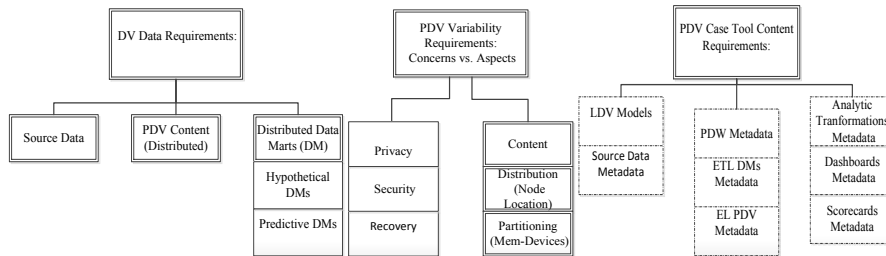 DV Data Requirements:
Source Data
PDV Content
(Distributed)
Distributed Data
Marts (DM)
Hypothetical
DMs
Predictive DMs
PDV Variability
Requirements:
Concerns vs. Aspects
Privacy
Security
Recovery
Content
Distribution
(Node
Location)
Partitioning
(Mem-Devices)
PDV Case Tool Content
Requirements:
LDV Models
Source Data
Metadata
PDW Metadata
ETL DMs
Metadata
EL PDV
Metadata
Analytic
Tranformations
Metadata
Dashboards
Metadata
Scorecards
Metadata